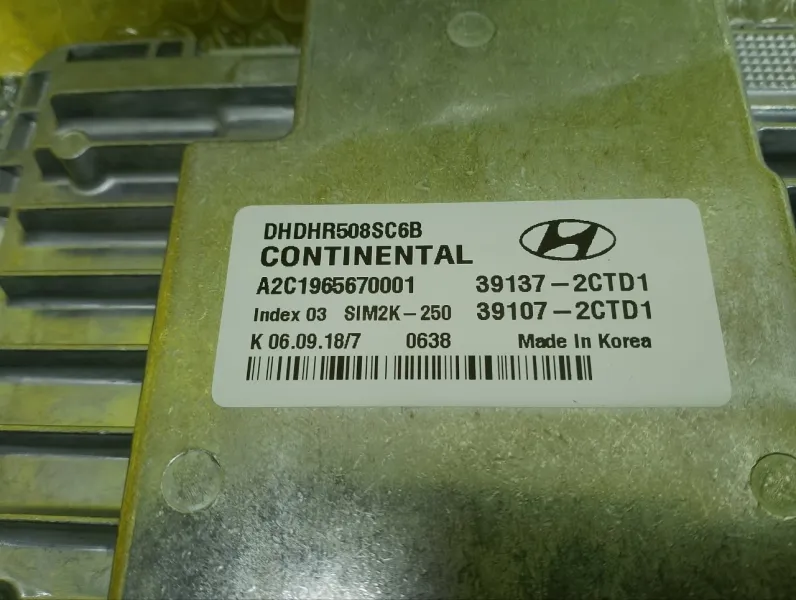 DHDHR508SC6B
CONTINENTAL
A2C1965670001 39137-2CTD1
Index 03 SIM2K-250 39107-2CTD1
K 06.09.18/7 0638 Made In Korea